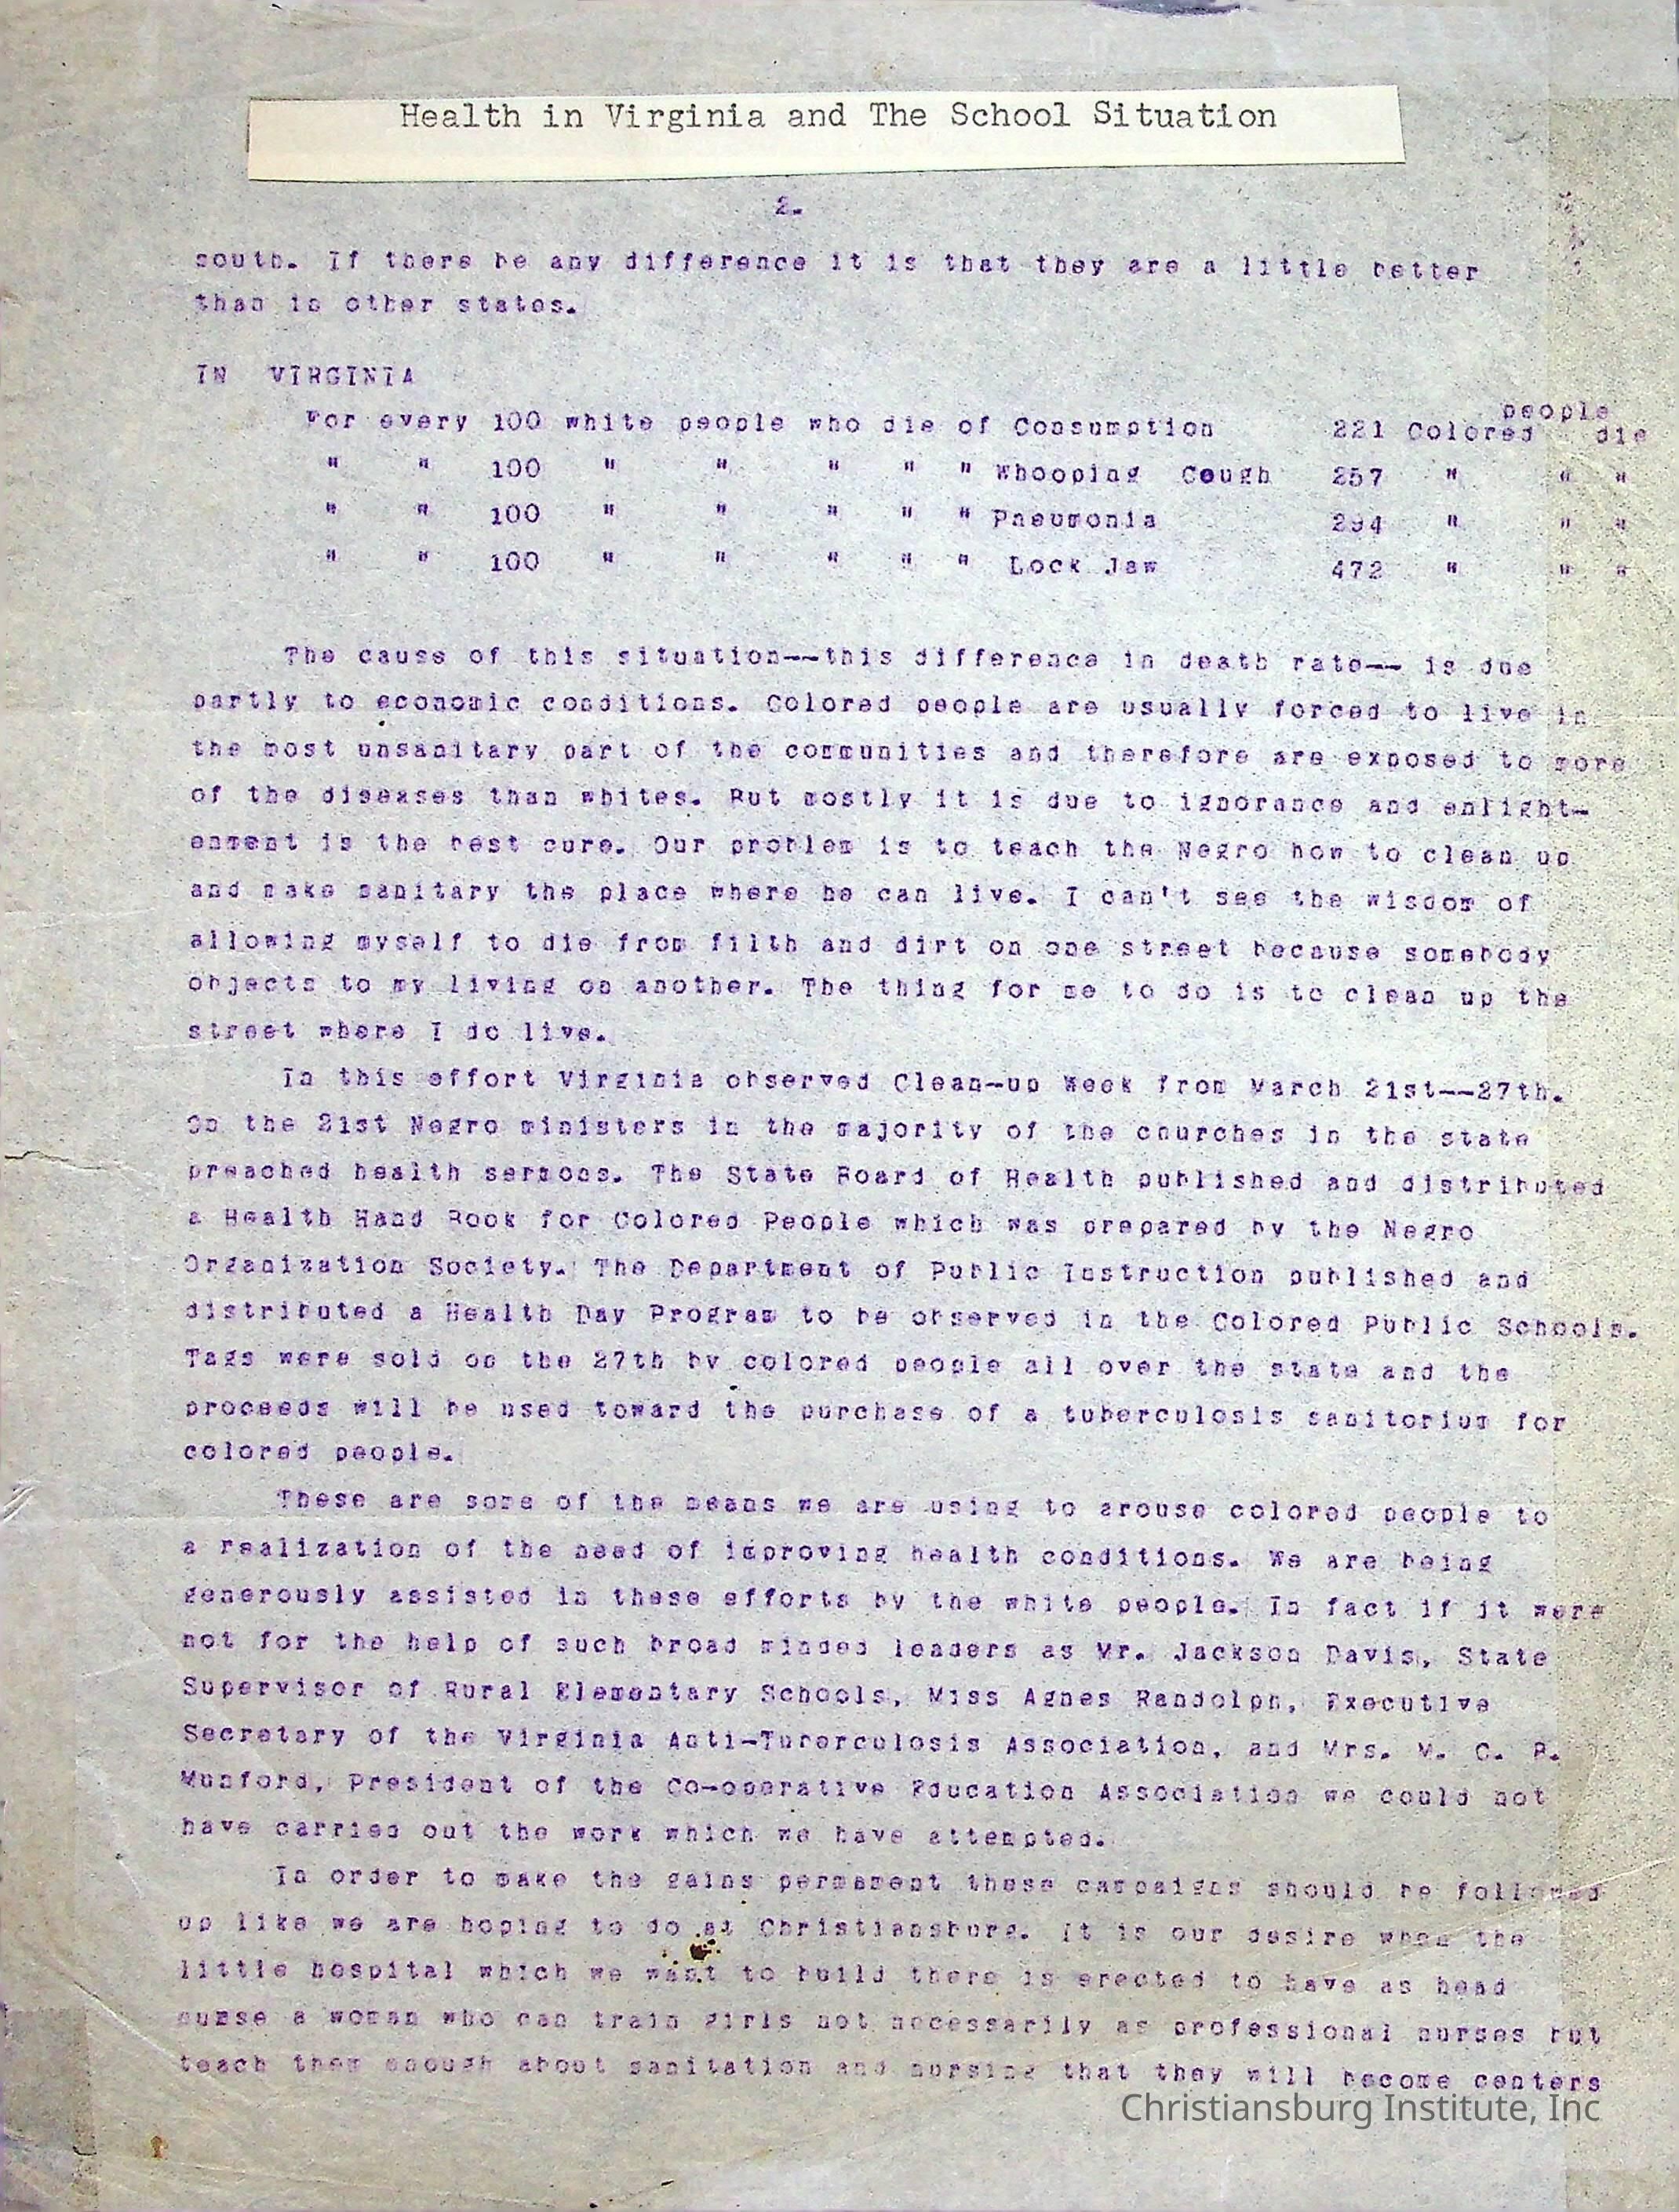 Health in Virginia and The School Situation
2.
south. If there be any difference it is that they are a little better
than in other states.
IN VIRGINIA
For every 100 white people who die of Consumption 221 Colored people die
" " 100 " " " " " Whooping Cough 257 " " "
" " 100 " " " " " Pneumonia 294 " " "
" " 100 " " " " " Lock Jaw 472 " " "
The cause of this situation--this difference in death rate-- is due
partly to economic conditions. Colored people are usually forced to live in
the most unsanitary part of the communities and therefore are exposed to more
of the diseases than whites. But mostly it is due to ignorance and enlight-
enment is the best cure. Our problem is to teach the Negro how to clean up
and make sanitary the place where he can live. I can't see the wisdom of
allowing myself to die from filth and dirt on one street because somebody
objects to my living on another. The thing for me to do is to clean up the
street where I do live.
In this effort Virginia observed Clean-up Week from March 21st--27th.
On the 21st Negro ministers in the majority of the churches in the state
preached health sermons. The State Board of Health published and distributed
a Health Hand Book for Colored People which was prepared by the Negro
Organization Society. The Department of Public Instruction published and
distributed a Health Day Program to be observed in the Colored Public Schools.
Tags were sold on the 27th by colored people all over the state and the
proceeds will be used toward the purchase of a tuberculosis sanitorium for
colored people.
These are some of the means we are using to arouse colored people to
a realization of the need of improving health conditions. We are being
generously assisted in these efforts by the white people. In fact if it were
not for the help of such broad minded leaders as Mr. Jackson Davis, State
Supervisor of Rural Elementary Schools, Miss Agnes Randolph, Executive
Secretary of the Virginia Anti-Tuberculosis Association, and Mrs. M. C. B.
Munford, President of the Co-operative Education Association we could not
have carried out the work which we have attempted.
In order to make the gains permanent these campaigns should be followed
up like we are hoping to do at Christiansburg. It is our desire when the
little hospital which we want to build there is erected to have as head
nurse a woman who can train girls not necessarily as professional nurses but
teach them enough about sanitation and nursing that they will become centers
Christiansburg Institute, Inc